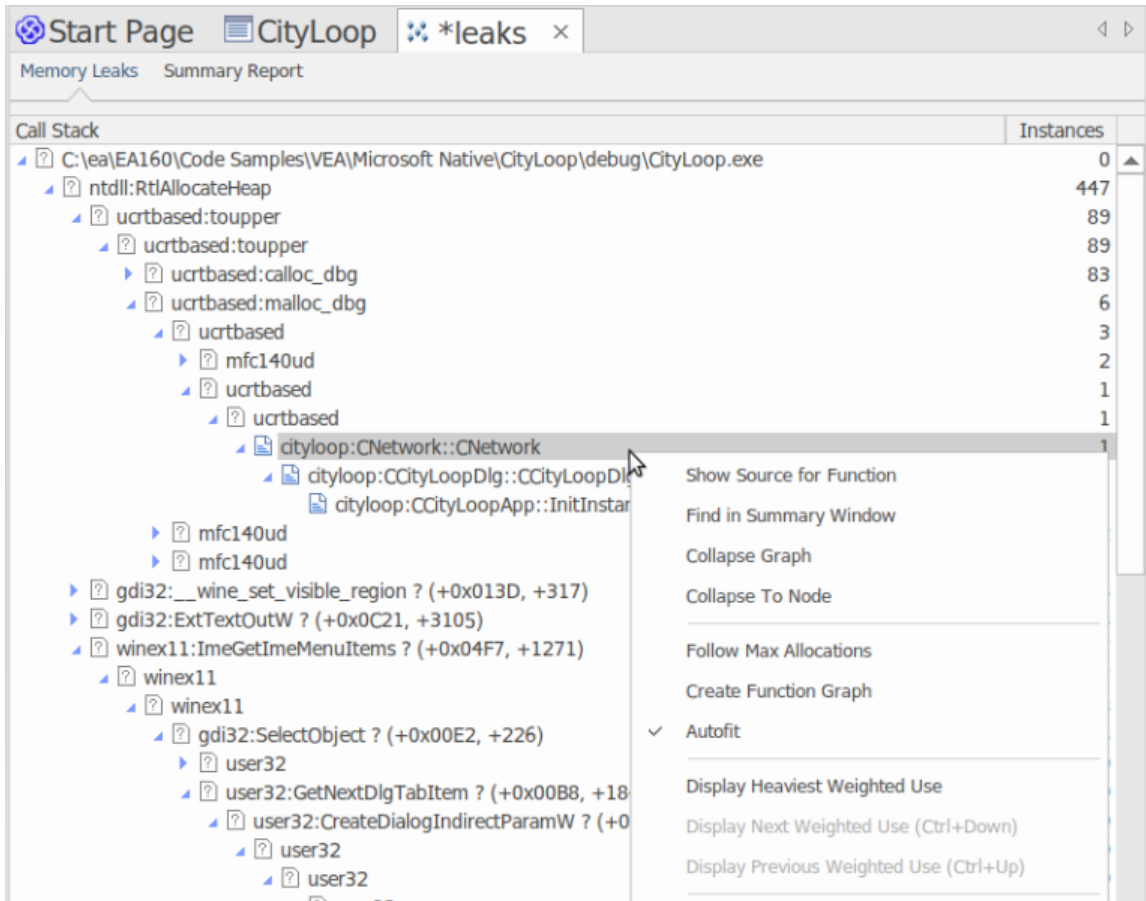 Start Page CityLoop *leaks ×
Memory Leaks Summary Report
Call Stack Instances
C:\ea\EA160\Code Samples\VEA\Microsoft Native\CityLoop\debug\CityLoop.exe 0
ntdll:RtlAllocateHeap 447
ucrtbased:toupper 89
ucrtbased:toupper 89
ucrtbased:calloc_dbg 83
ucrtbased:malloc_dbg 6
ucrtbased 3
mfc140ud 2
ucrtbased 1
ucrtbased 1
cityloop:CNetwork::CNetwork 1
cityloop:CCityLoopDlg::CCityLoopDlg
cityloop:CCityLoopApp::InitInstan
mfc140ud
mfc140ud
gdi32:__wine_set_visible_region ? (+0x013D, +317)
gdi32:ExtTextOutW ? (+0x0C21, +3105)
winex11:ImeGetImeMenuItems ? (+0x04F7, +1271)
winex11
winex11
gdi32:SelectObject ? (+0x00E2, +226)
user32
user32:GetNextDlgTabItem ? (+0x00B8, +18
user32:CreateDialogIndirectParamW ? (+0
user32
user32
Show Source for Function
Find in Summary Window
Collapse Graph
Collapse To Node
Follow Max Allocations
Create Function Graph
Autofit
Display Heaviest Weighted Use
Display Next Weighted Use (Ctrl+Down)
Display Previous Weighted Use (Ctrl+Up)